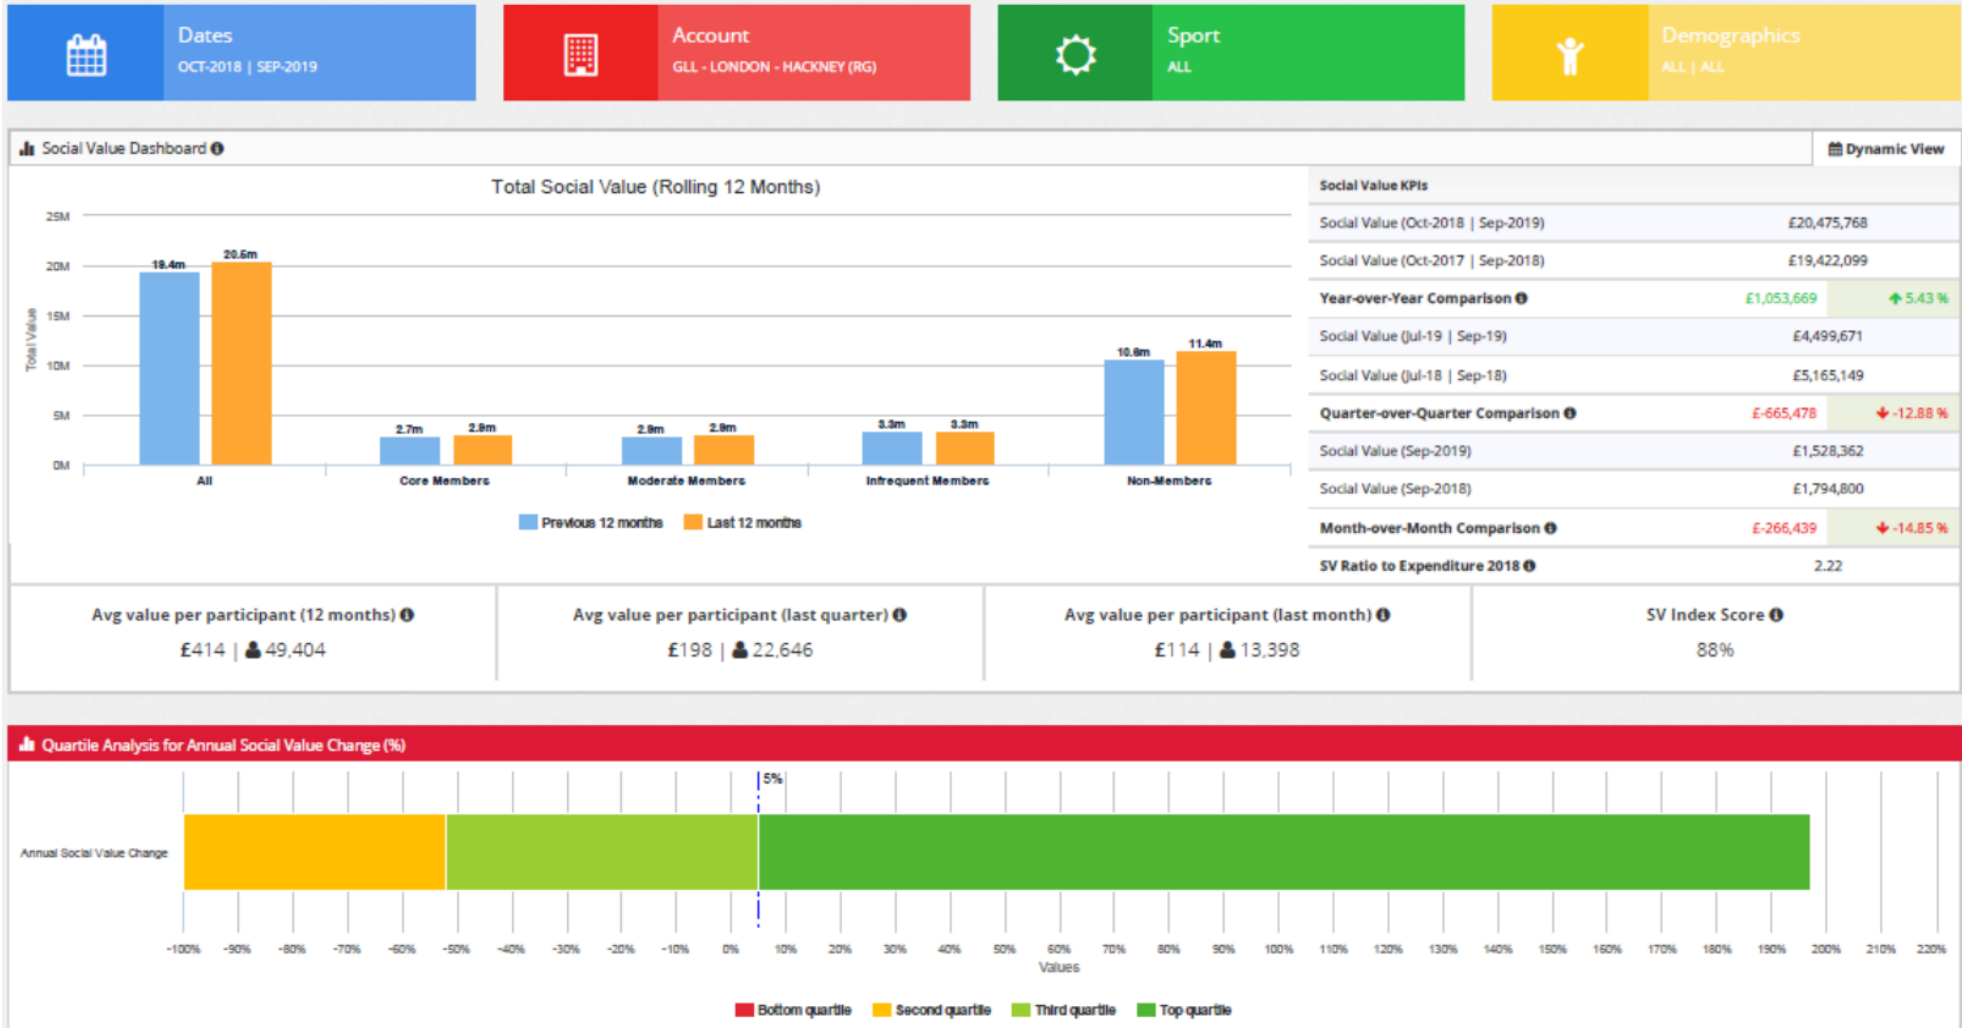 Dates
OCT-2018 | SEP-2019
Account
GLL - LONDON - HACKNEY (RG)
Sport
ALL
Demographics
ALL | ALL
Social Value Dashboard
Dynamic View
Total Social Value (Rolling 12 Months)
25M
20M
15M
10M
5M
0M
Total Value
19.4m
20.5m
2.7m
2.9m
2.9m
2.9m
3.3m
3.3m
10.6m
11.4m
All
Core Members
Moderate Members
Infrequent Members
Non-Members
Previous 12 months
Last 12 months
Social Value KPIs
Social Value (Oct-2018 | Sep-2019) £20,475,768
Social Value (Oct-2017 | Sep-2018) £19,422,099
Year-over-Year Comparison £1,053,669 5.43 %
Social Value (Jul-19 | Sep-19) £4,499,671
Social Value (Jul-18 | Sep-18) £5,165,149
Quarter-over-Quarter Comparison £-665,478 -12.88 %
Social Value (Sep-2019) £1,528,362
Social Value (Sep-2018) £1,794,800
Month-over-Month Comparison £-266,439 -14.85 %
SV Ratio to Expenditure 2018 2.22
Avg value per participant (12 months)
£414 | 49,404
Avg value per participant (last quarter)
£198 | 22,646
Avg value per participant (last month)
£114 | 13,398
SV Index Score
88%
Quartile Analysis for Annual Social Value Change (%)
5%
Annual Social Value Change
-100% -90% -80% -70% -60% -50% -40% -30% -20% -10% 0% 10% 20% 30% 40% 50% 60% 70% 80% 90% 100% 110% 120% 130% 140% 150% 160% 170% 180% 190% 200% 210% 220%
Values
Bottom quartile
Second quartile
Third quartile
Top quartile